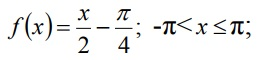 f(x) = x/2 − π/4; -π< x ≤ π;